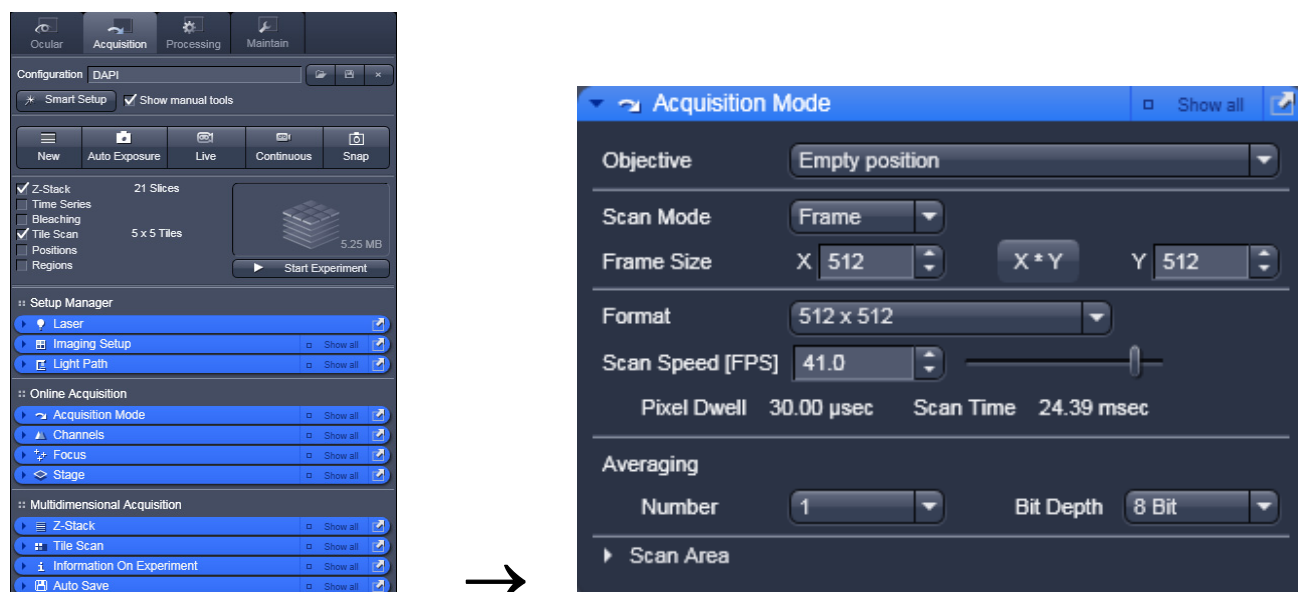 Ocular Acquisition Processing Maintain
Configuration DAPI
Smart Setup Show manual tools
New Auto Exposure Live Continuous Snap
Z-Stack 21 Slices
Time Series
Bleaching
Tile Scan 5 x 5 Tiles
Positions
Regions
5.25 MB
Start Experiment
Setup Manager
Laser
Imaging Setup Show all
Light Path Show all
Online Acquisition
Acquisition Mode Show all
Channels Show all
Focus Show all
Stage Show all
Multidimensional Acquisition
Z-Stack Show all
Tile Scan Show all
Information On Experiment Show all
Auto Save Show all
→
Acquisition Mode Show all
Objective Empty position
Scan Mode Frame
Frame Size X 512 X * Y Y 512
Format 512 x 512
Scan Speed [FPS] 41.0
Pixel Dwell 30.00 µsec Scan Time 24.39 msec
Averaging
Number 1 Bit Depth 8 Bit
Scan Area